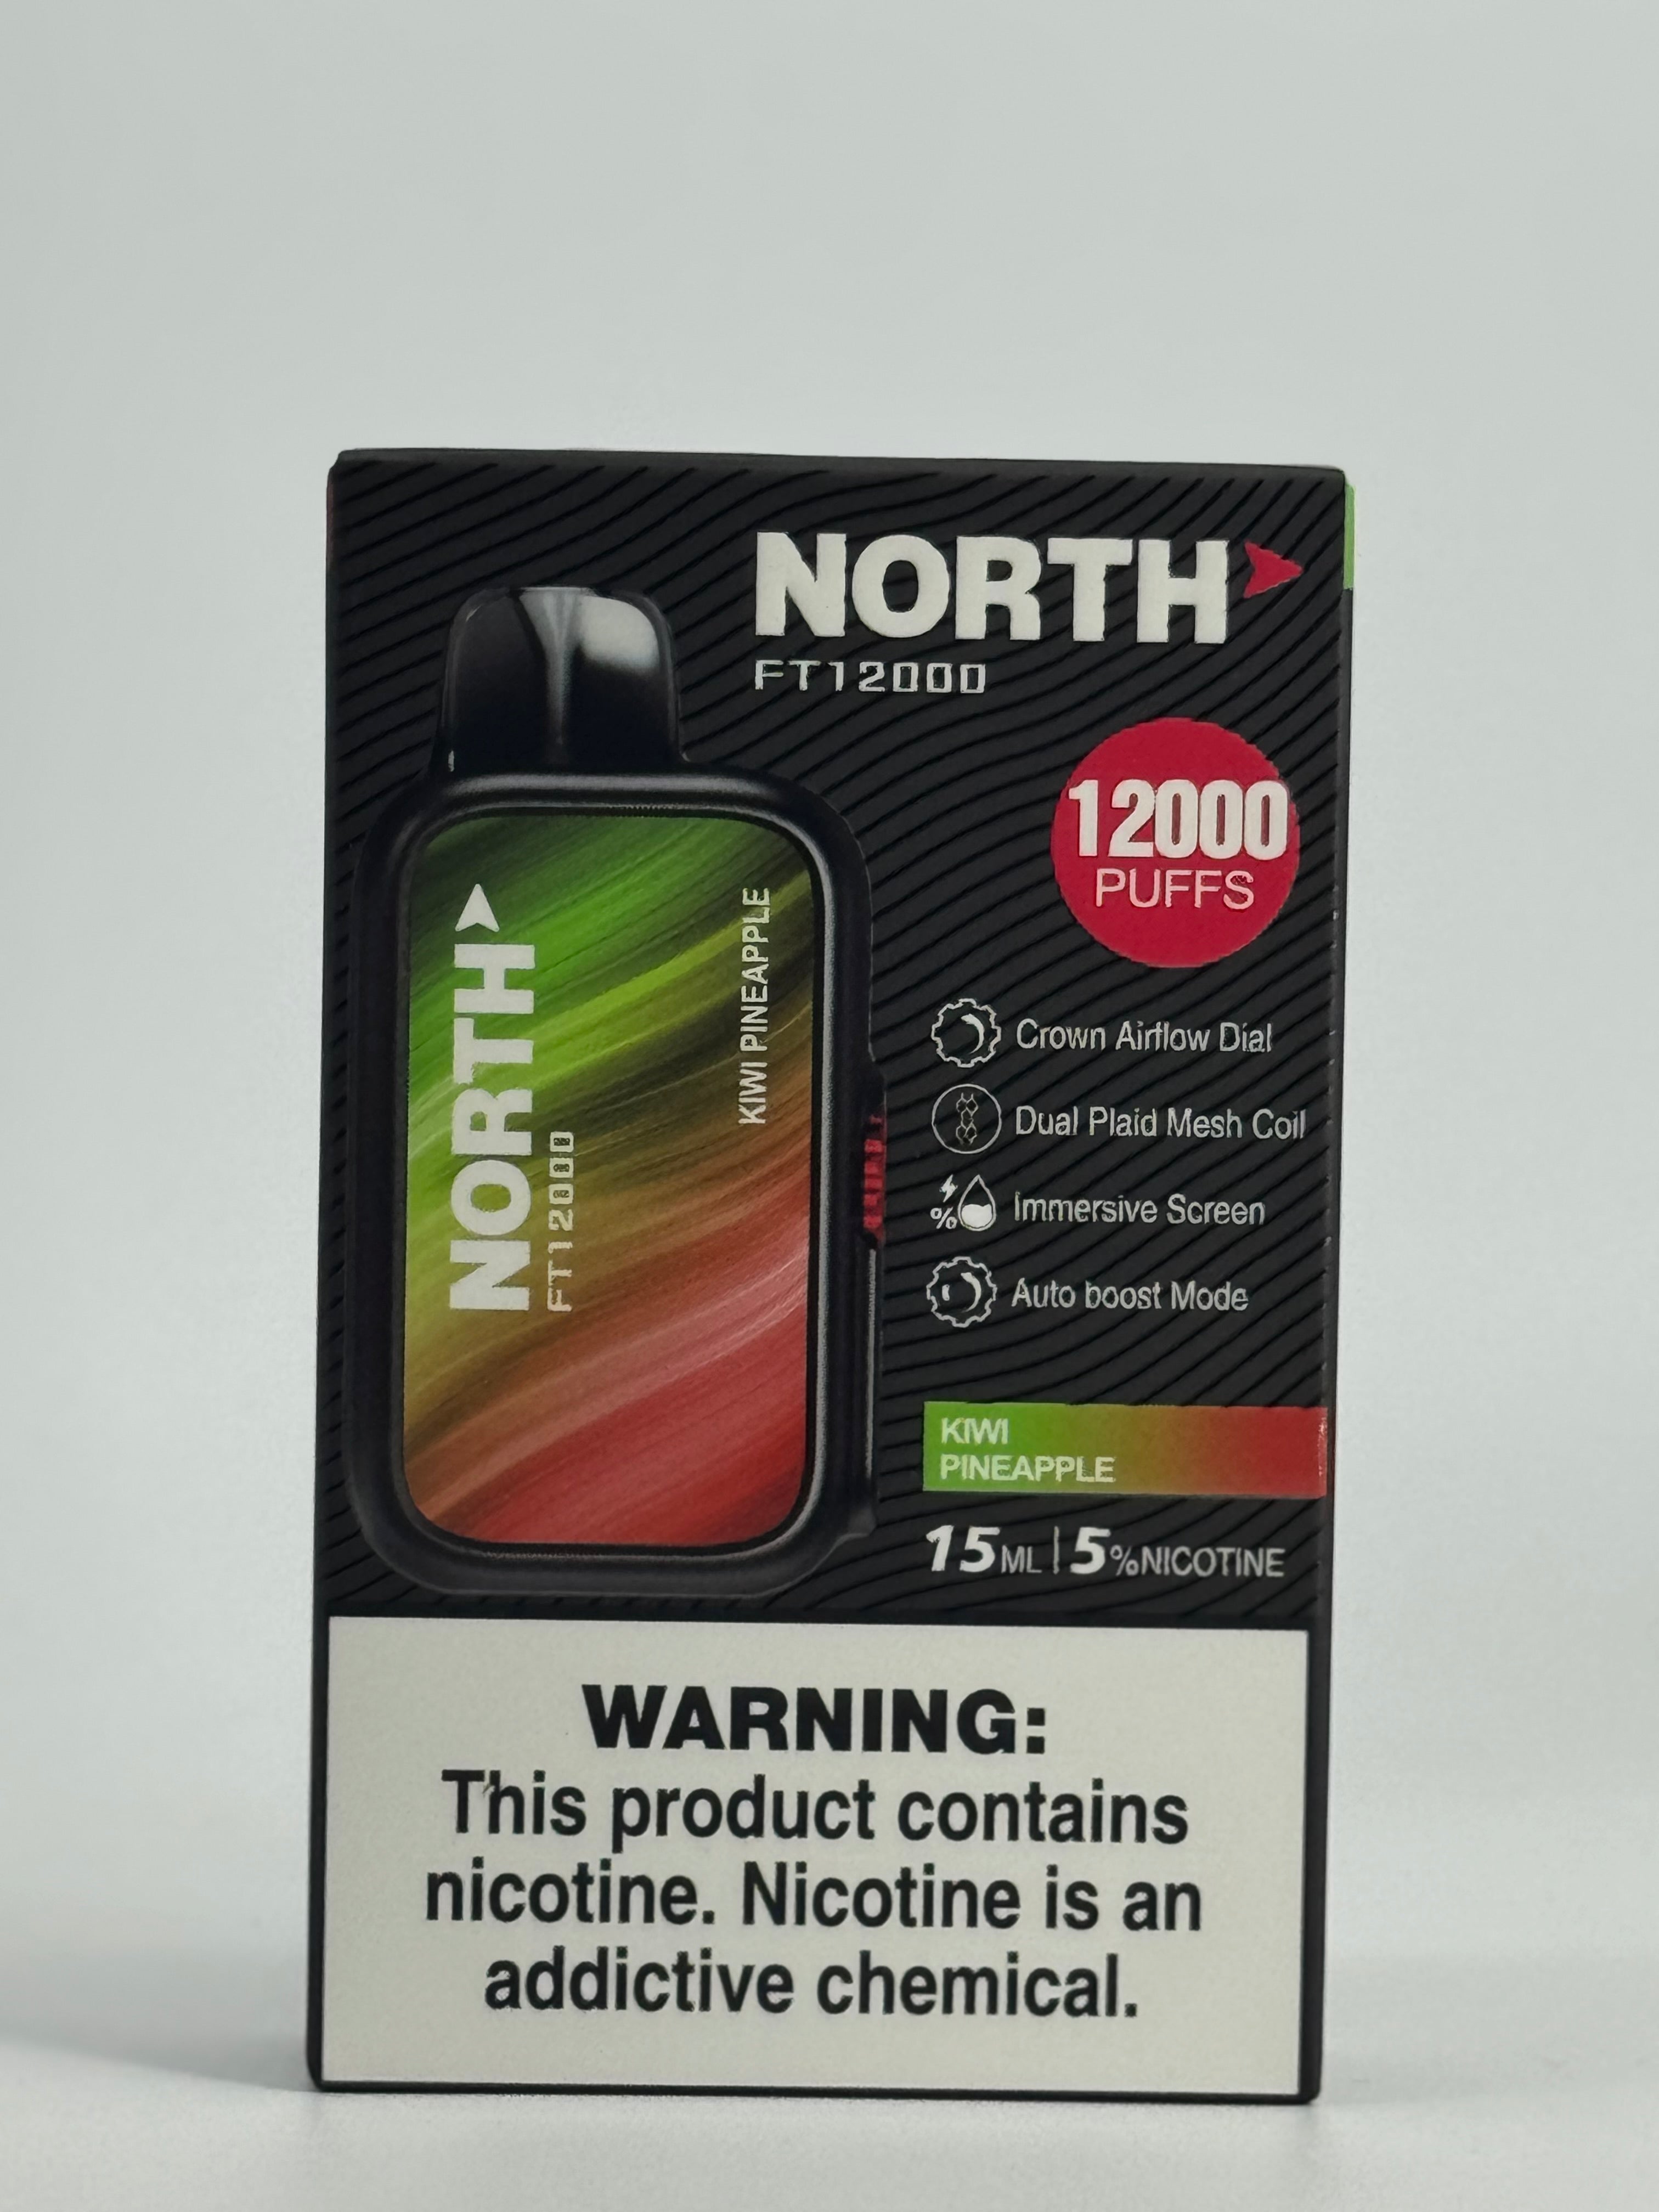 NORTH
FT12000
12000
PUFFS
NORTH
FT12000
KIWI PINEAPPLE
Crown Airflow Dial
Dual Plaid Mesh Coil
Immersive Screen
%
Auto boost Mode
KIWI
PINEAPPLE
15ML | 5%NICOTINE
WARNING:
This product contains
nicotine. Nicotine is an
addictive chemical.